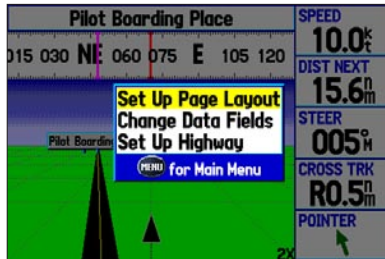 Pilot Boarding Place
015 030 NE 060 075 E 105 120
Set Up Page Layout
Change Data Fields
Set Up Highway
MENU for Main Menu
Pilot Boardin
2X
SPEED
10.0kt
DIST NEXT
15.6nm
STEER
005°M
CROSS TRK
R0.5nm
POINTER